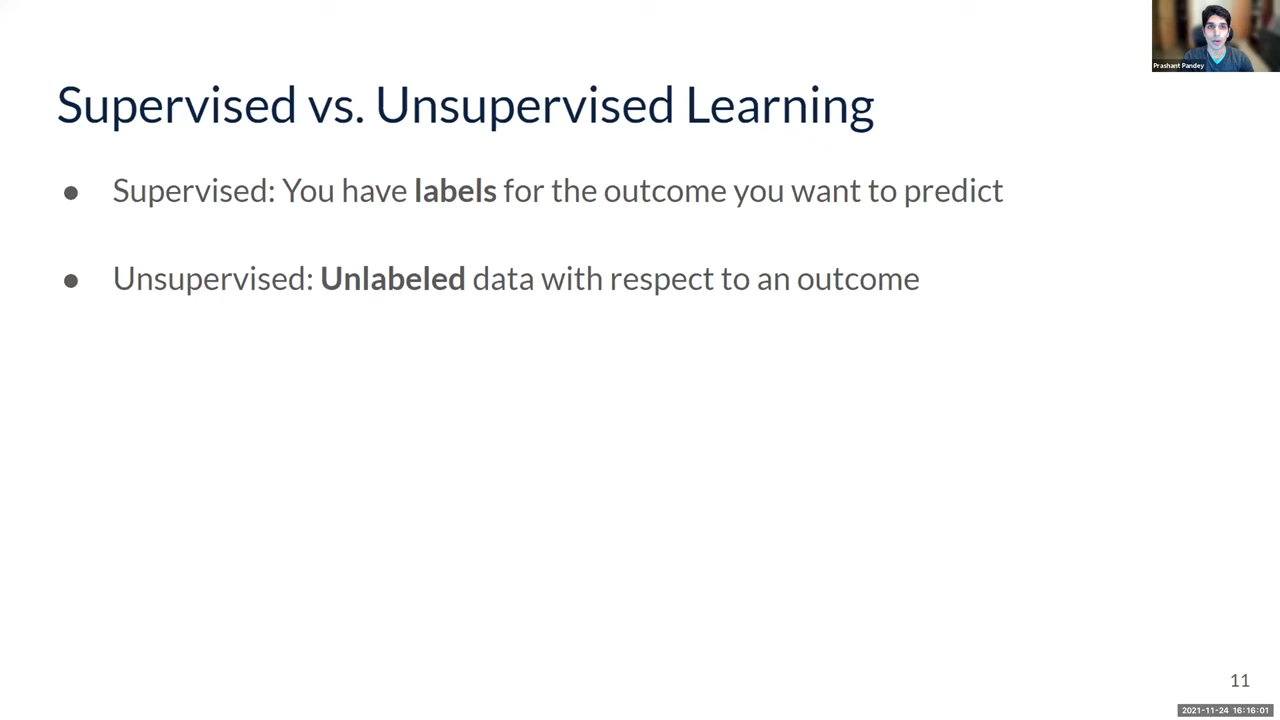 Prashant Pandey
Supervised vs. Unsupervised Learning
● Supervised: You have labels for the outcome you want to predict
● Unsupervised: Unlabeled data with respect to an outcome
11
2021-11-24 16:16:01